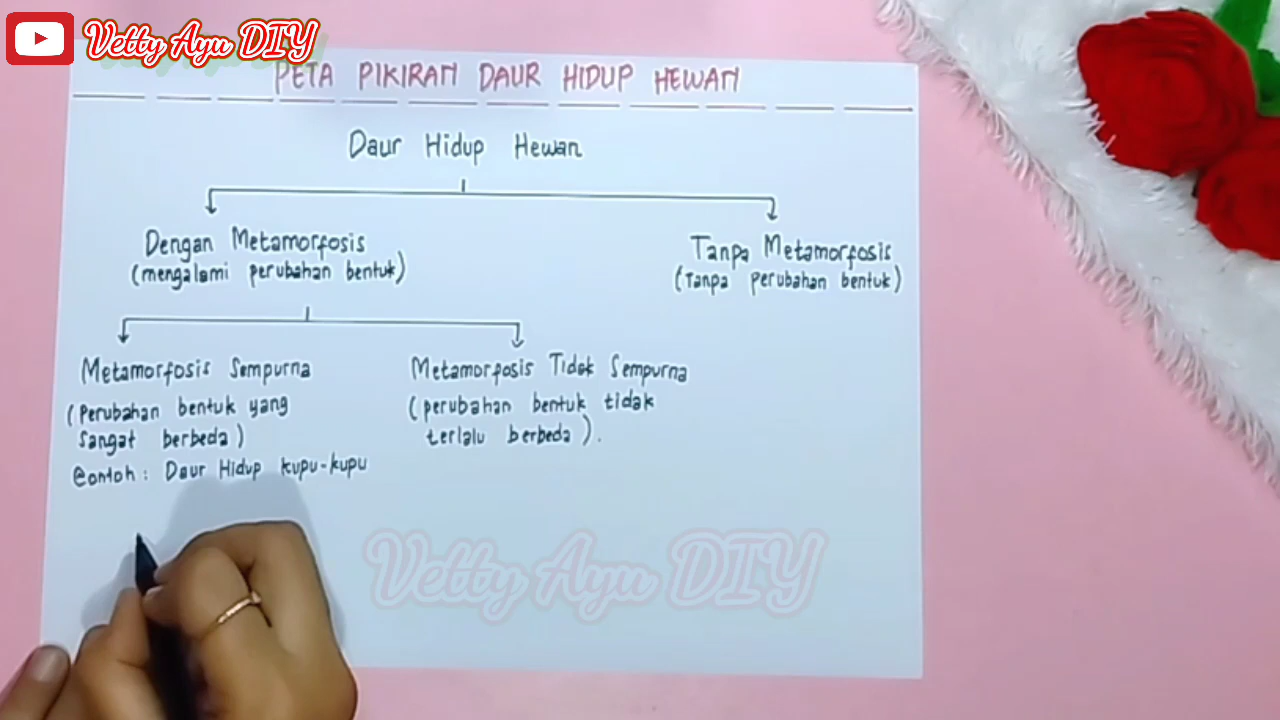 Vetty Ayu DIY
PETA PIKIRAN DAUR HIDUP HEWAN
Daur Hidup Hewan
Dengan Metamorfosis
(mengalami perubahan bentuk)
Tanpa Metamorfosis
(Tanpa perubahan bentuk)
Metamorfosis Sempurna
(Perubahan bentuk yang
Sangat berbeda)
Contoh : Daur Hidup kupu-kupu
Metamorfosis Tidak Sempurna
(perubahan bentuk tidak
terlalu berbeda).
Vetty Ayu DIY